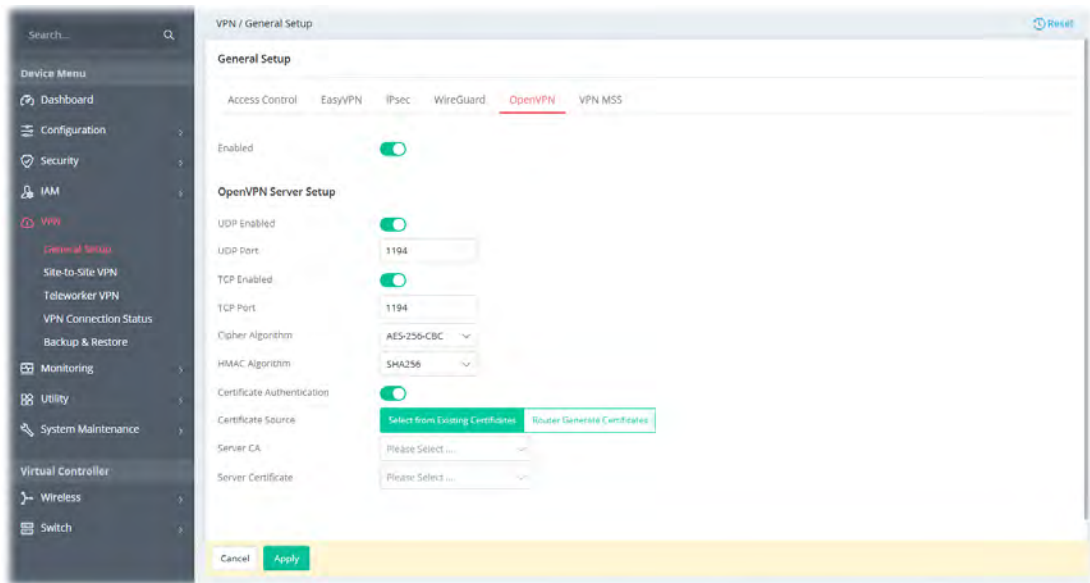 Search...
VPN / General Setup
Reset
General Setup
Device Menu
Access Control EasyVPN IPsec WireGuard OpenVPN VPN MSS
Dashboard
Configuration
Enabled
Security
IAM
OpenVPN Server Setup
VPN
UDP Enabled
General Setup
UDP Port 1194
Site-to-Site VPN
TCP Enabled
Teleworker VPN
TCP Port 1194
VPN Connection Status
Cipher Algorithm AES-256-CBC
Backup & Restore
HMAC Algorithm SHA256
Monitoring
Certificate Authentication
Utility
Certificate Source Select from Existing Certificates Router Generate Certificates
System Maintenance
Server CA Please Select ...
Virtual Controller
Server Certificate Please Select ...
Wireless
Switch
Cancel Apply